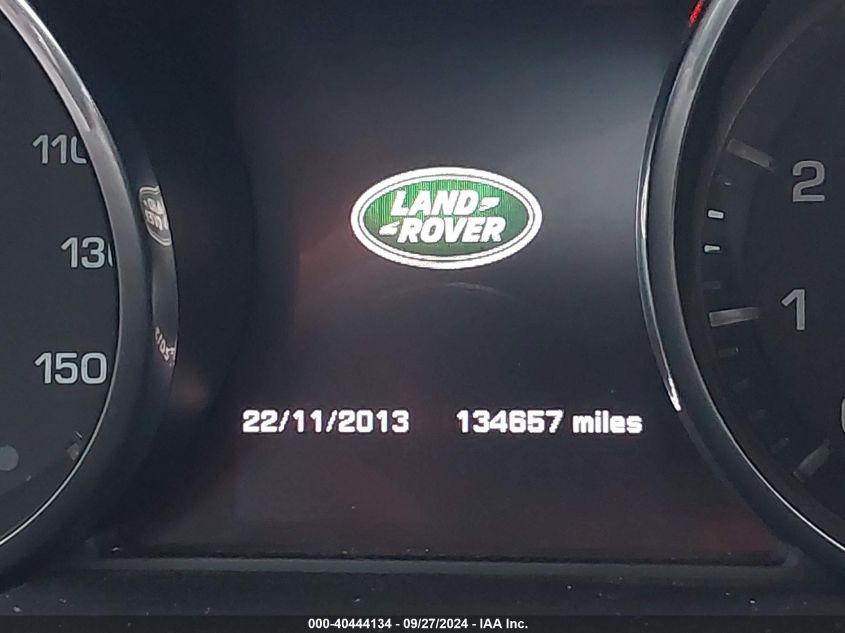 110
130
150
LAND
ROVER
2
1
22/11/2013 134657 miles
000-40444134 - 09/27/2024 - IAA Inc.